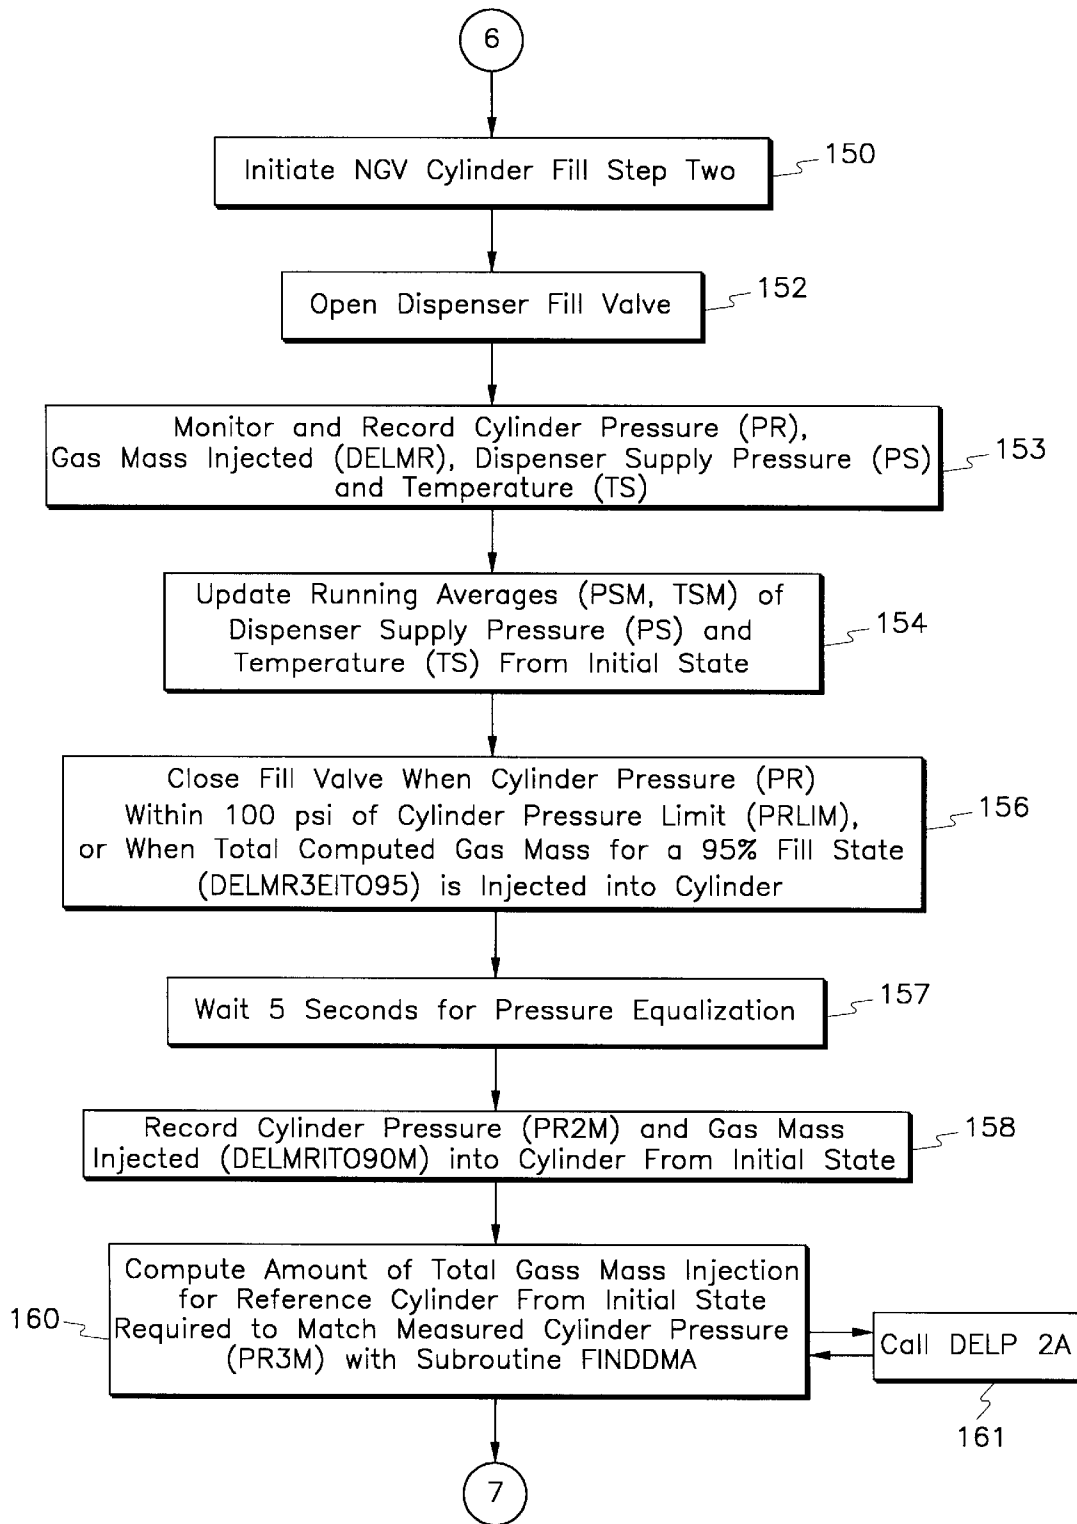 6
Initiate NGV Cylinder Fill Step Two
150
Open Dispenser Fill Valve
152
Monitor and Record Cylinder Pressure (PR),
Gas Mass Injected (DELMR), Dispenser Supply Pressure (PS)
and Temperature (TS)
153
Update Running Averages (PSM, TSM) of
Dispenser Supply Pressure (PS) and
Temperature (TS) From Initial State
154
Close Fill Valve When Cylinder Pressure (PR)
Within 100 psi of Cylinder Pressure Limit (PRLIM),
or When Total Computed Gas Mass for a 95% Fill State
(DELMR3EITO95) is Injected into Cylinder
156
Wait 5 Seconds for Pressure Equalization
157
Record Cylinder Pressure (PR2M) and Gas Mass
Injected (DELMRITO90M) into Cylinder From Initial State
158
Compute Amount of Total Gass Mass Injection
for Reference Cylinder From Initial State
Required to Match Measured Cylinder Pressure
(PR3M) with Subroutine FINDDMA
160
Call DELP 2A
161
7